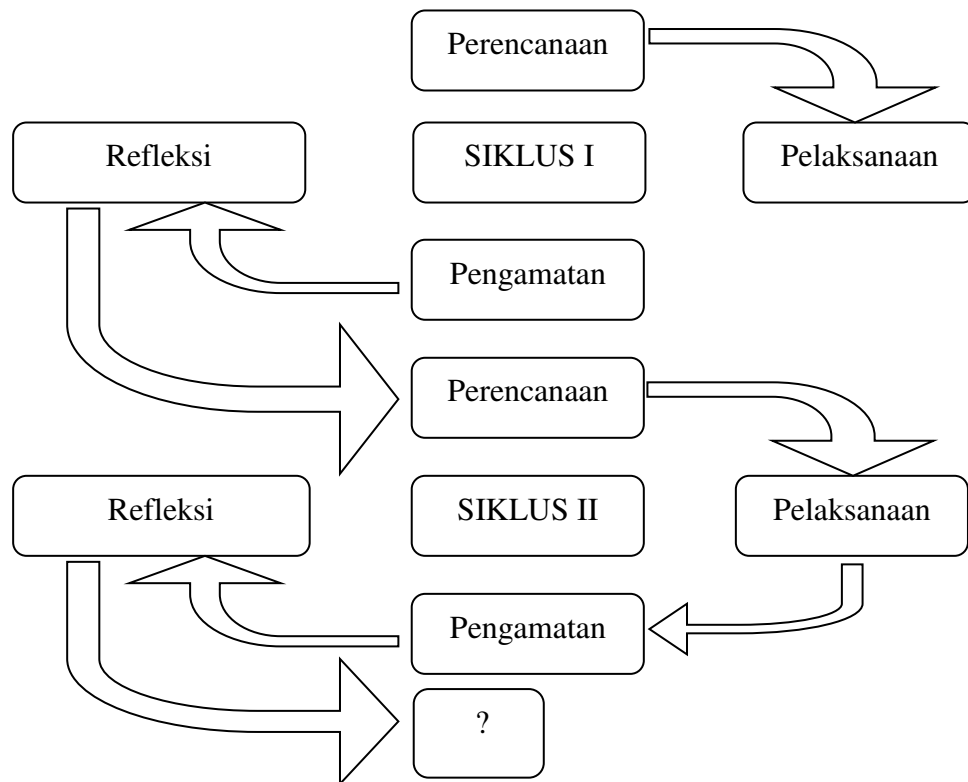 Perencanaan
Refleksi
SIKLUS I
Pelaksanaan
Pengamatan
Perencanaan
Refleksi
SIKLUS II
Pelaksanaan
Pengamatan
?